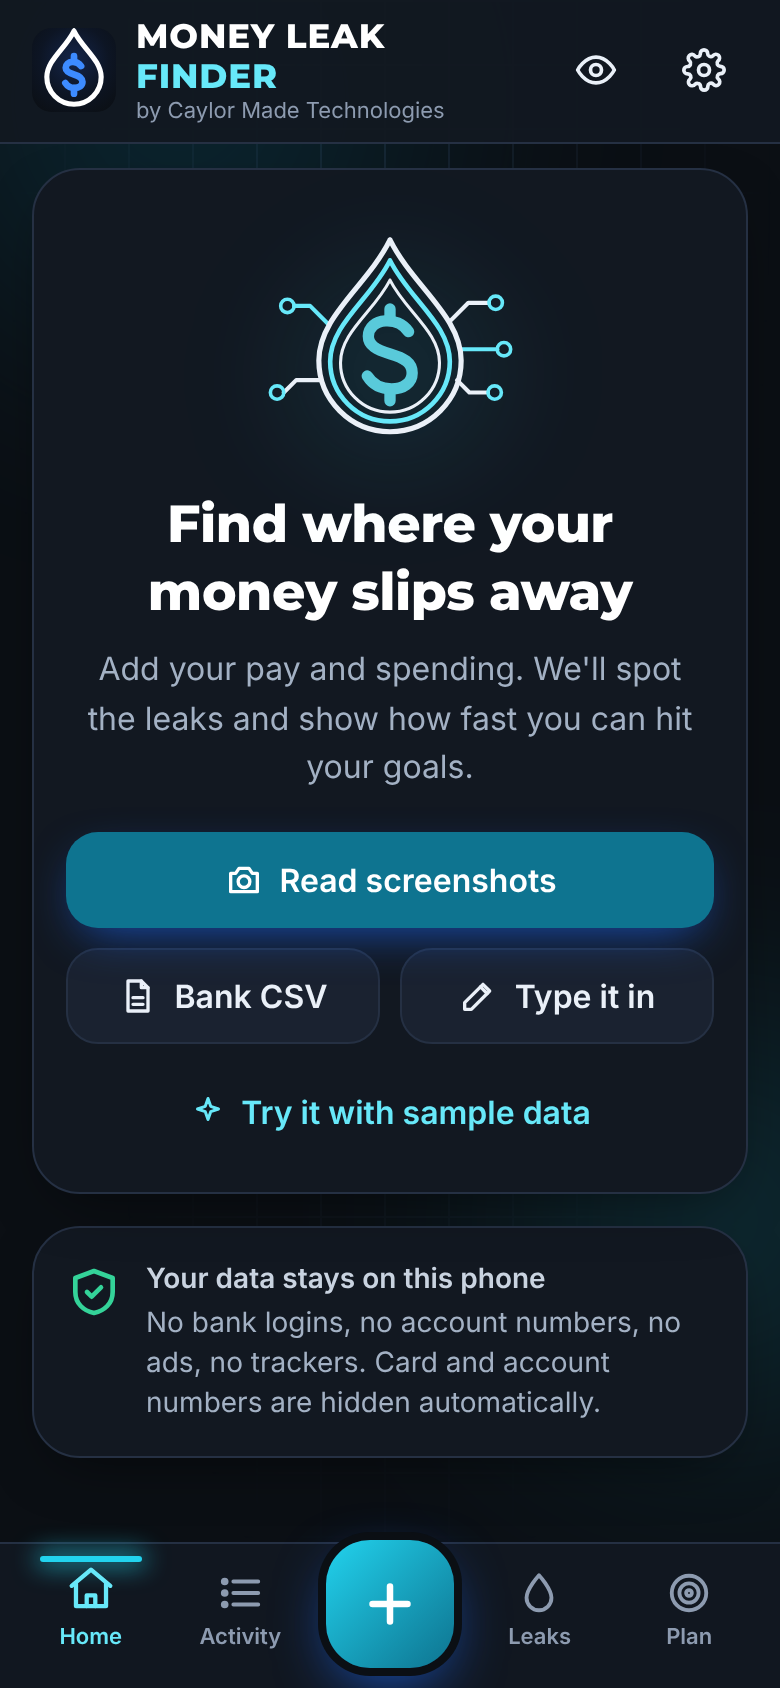 MONEY LEAK
FINDER
by Caylor Made Technologies
$
$
Find where your
money slips away
Add your pay and spending. We'll spot
the leaks and show how fast you can hit
your goals.
Read screenshots
Bank CSV
Type it in
Try it with sample data
Your data stays on this phone
No bank logins, no account numbers, no
ads, no trackers. Card and account
numbers are hidden automatically.
Home
Activity
+
Leaks
Plan